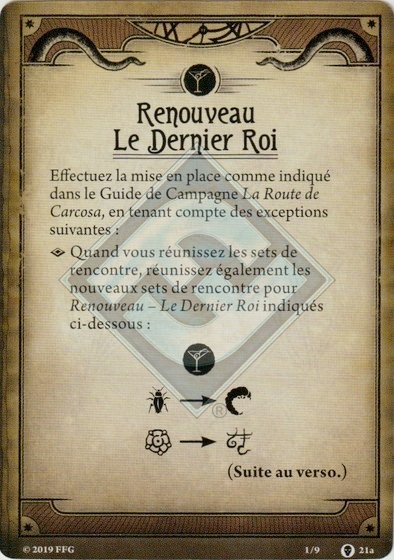 Renouveau
Le Dernier Roi
Effectuez la mise en place comme indiqué
dans le Guide de Campagne La Route de
Carcosa, en tenant compte des exceptions
suivantes :
Quand vous réunissez les sets de
rencontre, réunissez également les
nouveaux sets de rencontre pour
Renouveau – Le Dernier Roi indiqués
ci-dessous :
®
(Suite au verso.)
© 2019 FFG 1/9 21a